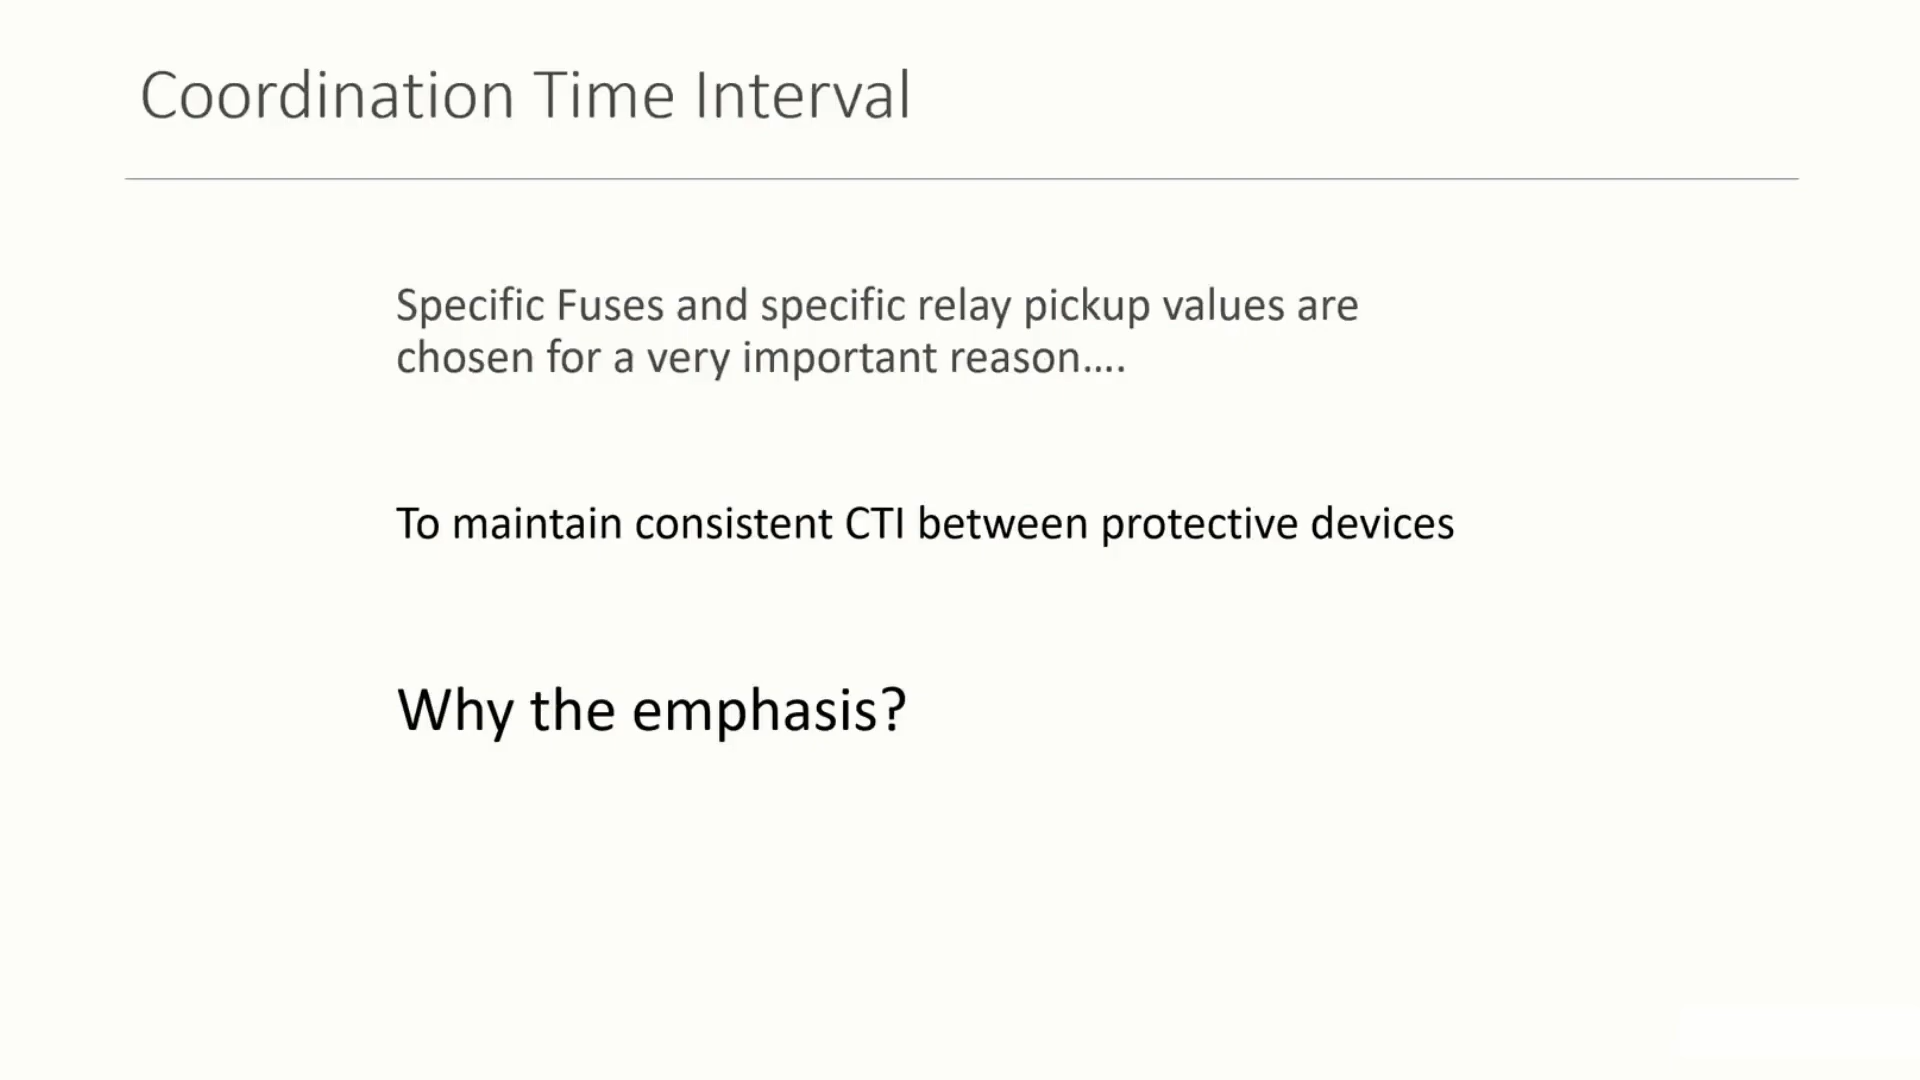 Coordination Time Interval
Specific Fuses and specific relay pickup values are
chosen for a very important reason....
To maintain consistent CTI between protective devices
Why the emphasis?